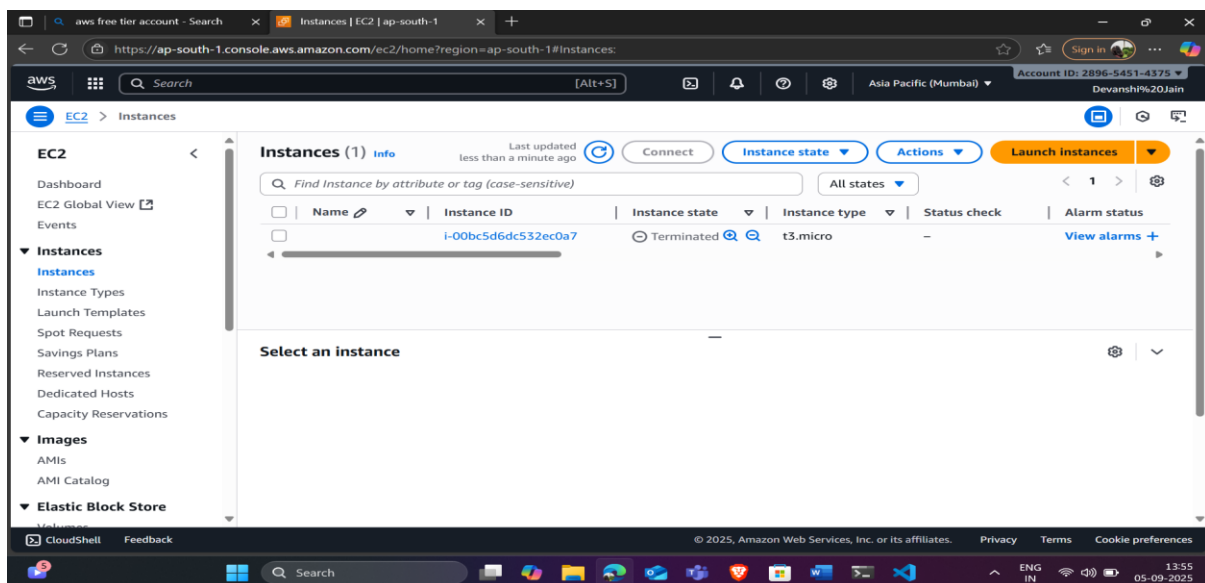 aws free tier account - Search
Instances | EC2 | ap-south-1
https://ap-south-1.console.aws.amazon.com/ec2/home?region=ap-south-1#Instances:
Sign in
aws
Search
[Alt+S]
Asia Pacific (Mumbai)
Account ID: 2896-5451-4375
Devanshi%20Jain
EC2 > Instances
EC2
Dashboard
EC2 Global View
Events
Instances
Instances
Instance Types
Launch Templates
Spot Requests
Savings Plans
Reserved Instances
Dedicated Hosts
Capacity Reservations
Images
AMIs
AMI Catalog
Elastic Block Store
Volumes
Instances (1) Info
Last updated
less than a minute ago
Connect
Instance state
Actions
Launch instances
Find Instance by attribute or tag (case-sensitive)
All states
1
Name
Instance ID
Instance state
Instance type
Status check
Alarm status
i-00bc5d6dc532ec0a7
Terminated
t3.micro
–
View alarms +
Select an instance
CloudShell
Feedback
© 2025, Amazon Web Services, Inc. or its affiliates.
Privacy
Terms
Cookie preferences
5
Search
ENG
IN
13:55
05-09-2025